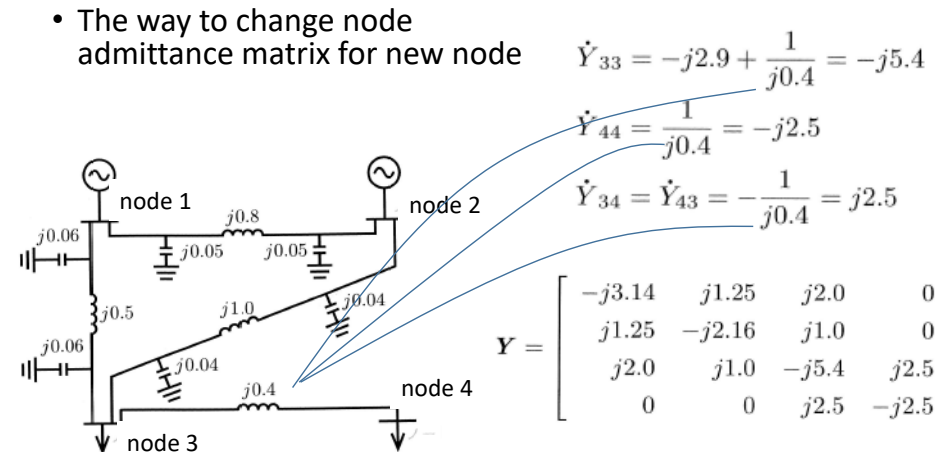 • The way to change node
admittance matrix for new node
Ẏ33 = −j2.9 + 1/j0.4 = −j5.4
Ẏ44 = 1/j0.4 = −j2.5
Ẏ34 = Ẏ43 = −1/j0.4 = j2.5
node 1
node 2
j0.8
j0.06
j0.05
j0.05
j0.5
j1.0
j0.04
j0.06
j0.04
j0.4
node 4
node 3
Y =
−j3.14 j1.25 j2.0 0
j1.25 −j2.16 j1.0 0
j2.0 j1.0 −j5.4 j2.5
0 0 j2.5 −j2.5